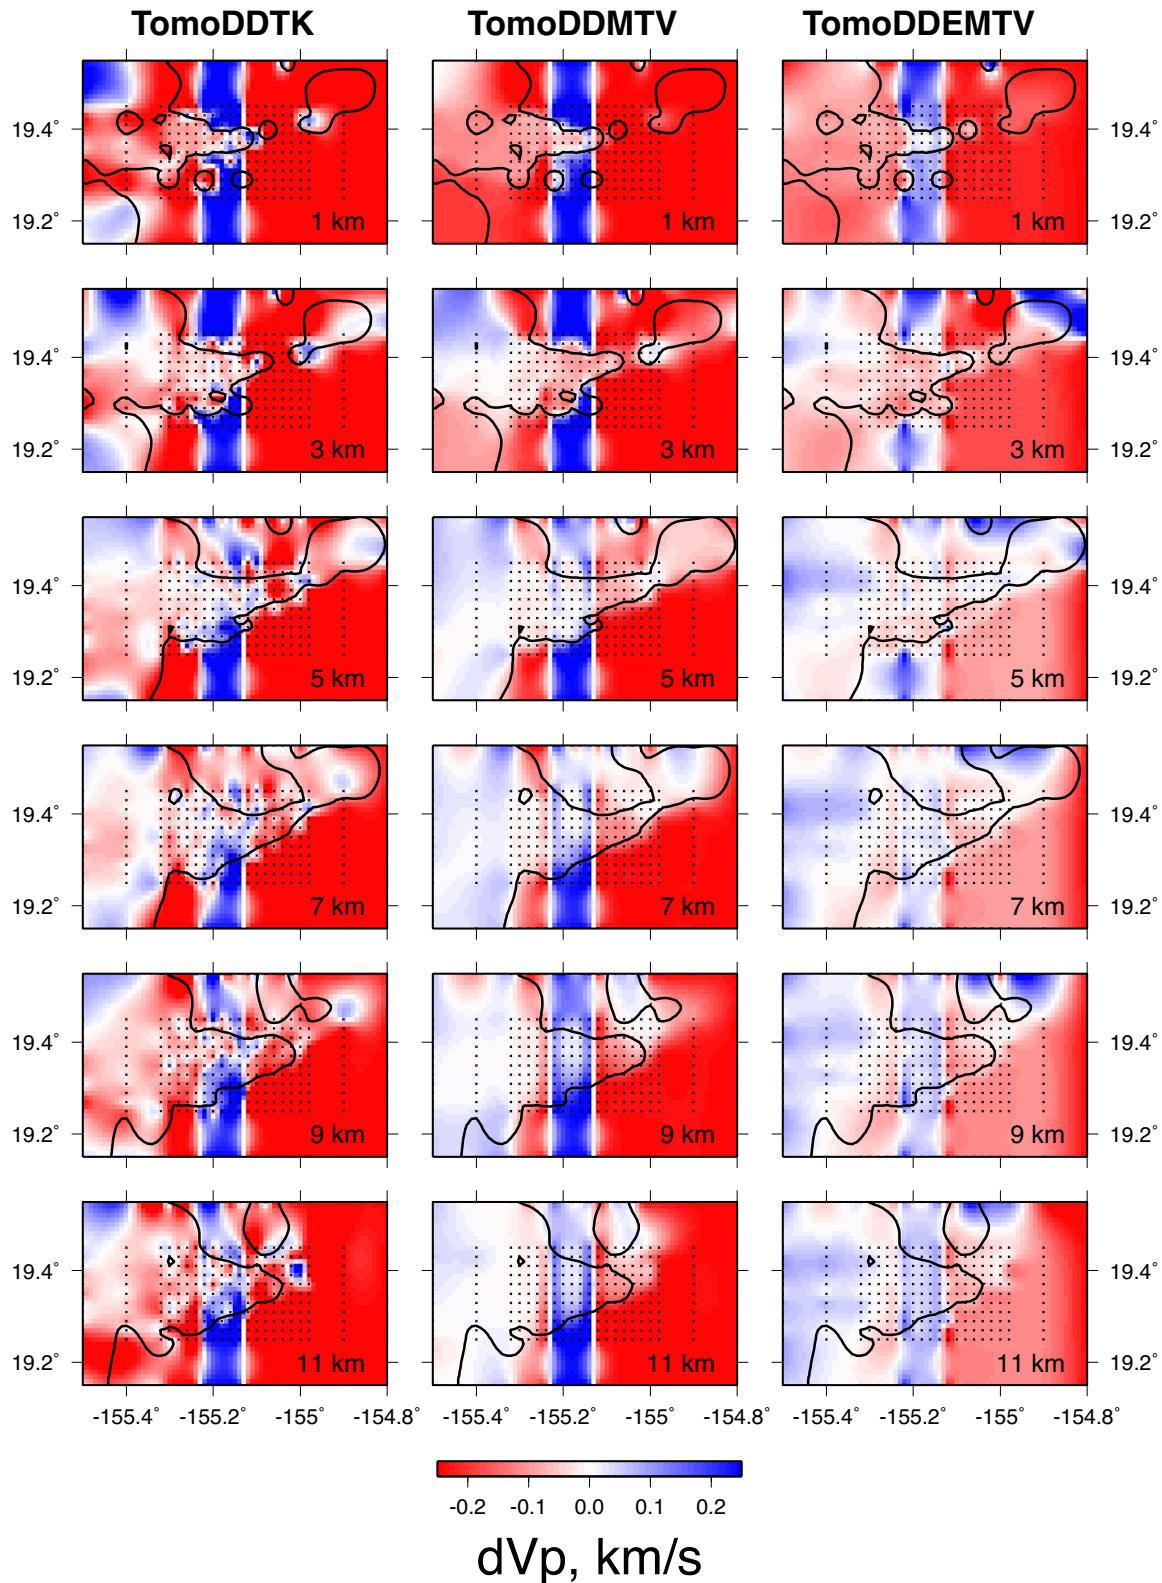 TomoDDTK TomoDDMTV TomoDDEMTV
19.4° 19.4°
19.2° 1 km 1 km 1 km 19.2°
19.4° 19.4°
19.2° 3 km 3 km 3 km 19.2°
19.4° 19.4°
19.2° 5 km 5 km 5 km 19.2°
19.4° 19.4°
19.2° 7 km 7 km 7 km 19.2°
19.4° 19.4°
19.2° 9 km 9 km 9 km 19.2°
19.4° 19.4°
19.2° 11 km 11 km 11 km 19.2°
-155.4° -155.2° -155° -154.8° -155.4° -155.2° -155° -154.8° -155.4° -155.2° -155° -154.8°
-0.2 -0.1 0.0 0.1 0.2
dVp, km/s